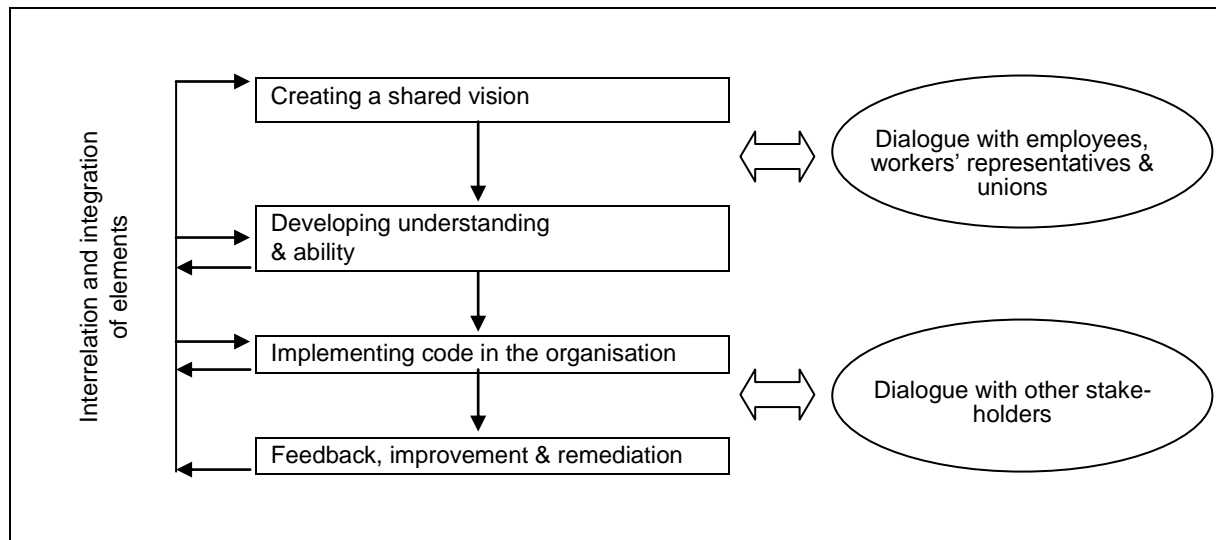 Interrelation and integration
of elements
Creating a shared vision
Developing understanding
& ability
Implementing code in the organisation
Feedback, improvement & remediation
Dialogue with employees,
workers’ representatives &
unions
Dialogue with other stake-
holders